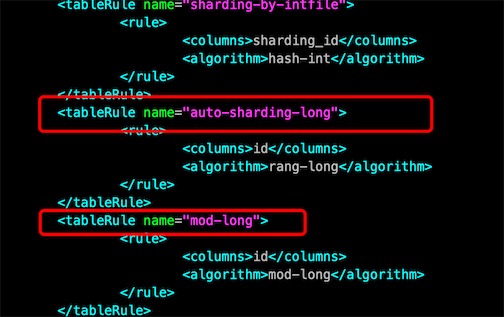 <tableRule name="sharding-by-intfile">
<rule>
<columns>sharding_id</columns>
<algorithm>hash-int</algorithm>
</rule>
</tableRule>
<tableRule name="auto-sharding-long">
<rule>
<columns>id</columns>
<algorithm>rang-long</algorithm>
</rule>
</tableRule>
<tableRule name="mod-long">
<rule>
<columns>id</columns>
<algorithm>mod-long</algorithm>
</rule>
</tableRule>